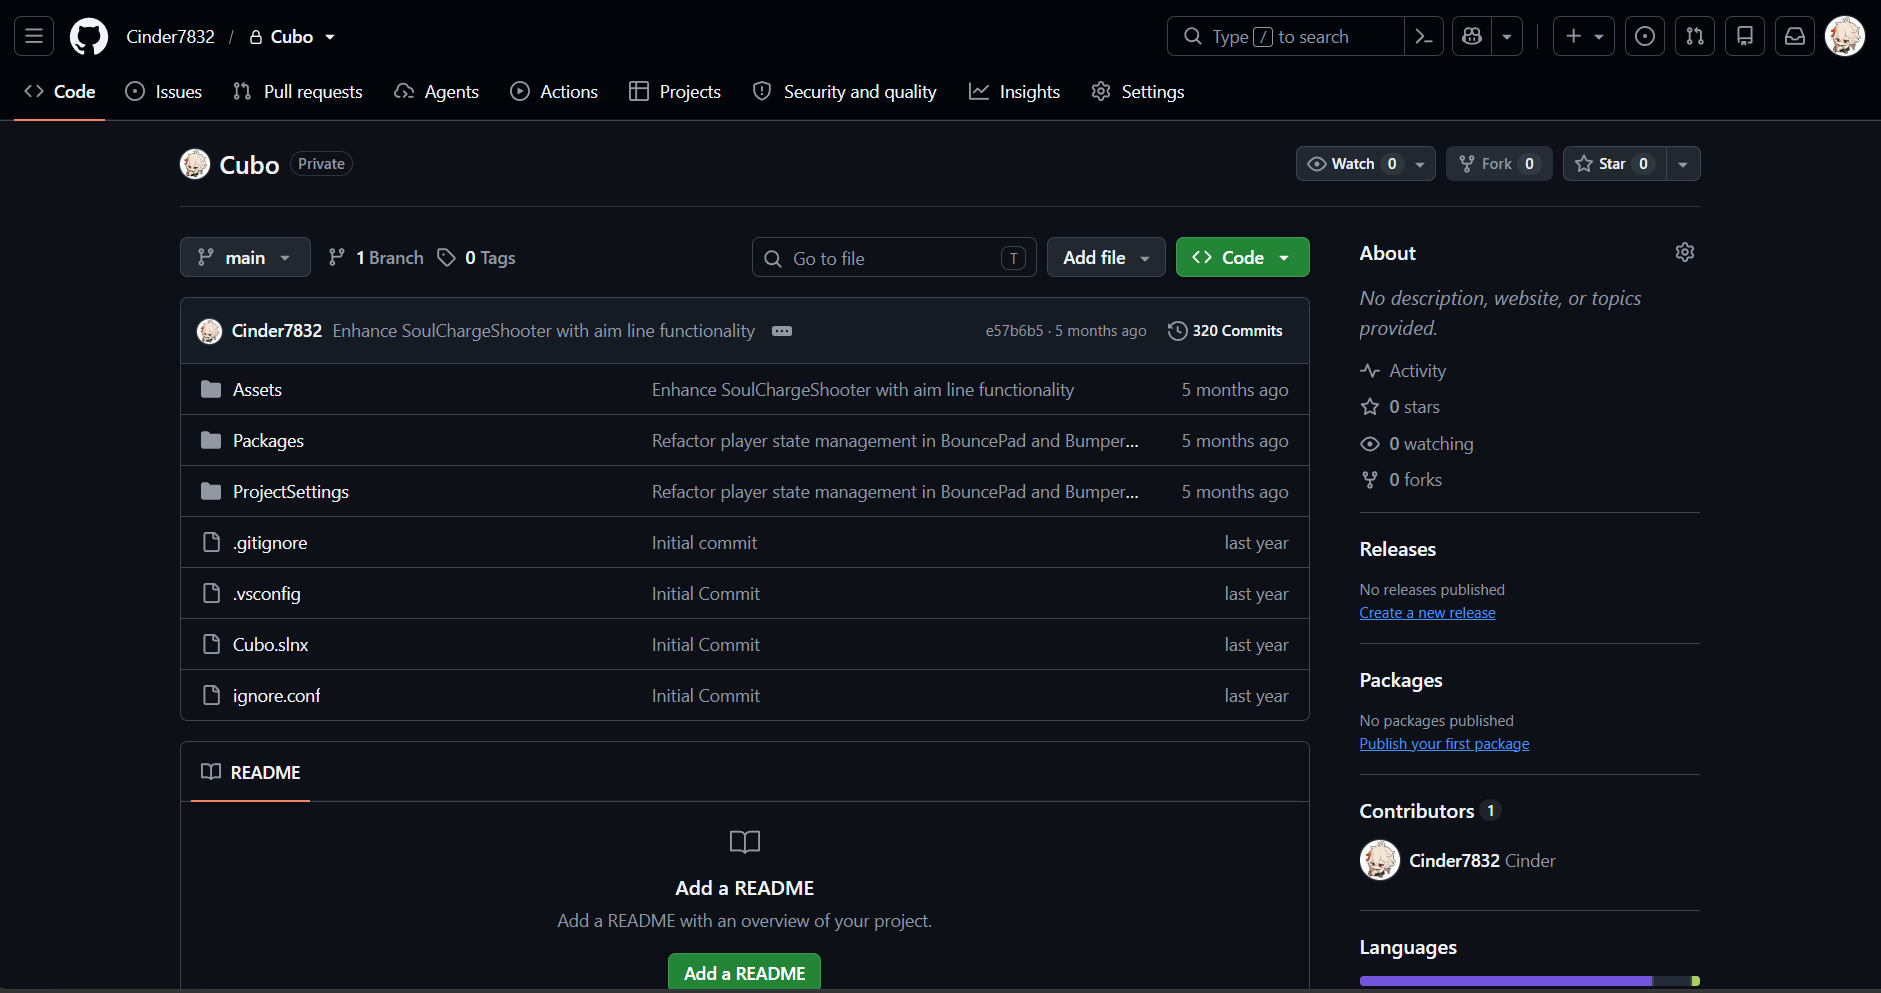 Cinder7832 / Cubo
Type / to search
Code Issues Pull requests Agents Actions Projects Security and quality Insights Settings
Cubo Private
Watch 0 Fork 0 Star 0
main 1 Branch 0 Tags Go to file T Add file Code
Cinder7832 Enhance SoulChargeShooter with aim line functionality e57b6b5 · 5 months ago 320 Commits
Assets Enhance SoulChargeShooter with aim line functionality 5 months ago
Packages Refactor player state management in BouncePad and Bumper... 5 months ago
ProjectSettings Refactor player state management in BouncePad and Bumper... 5 months ago
.gitignore Initial commit last year
.vsconfig Initial Commit last year
Cubo.slnx Initial Commit last year
ignore.conf Initial Commit last year
README
Add a README
Add a README with an overview of your project.
Add a README
About
No description, website, or topics
provided.
Activity
0 stars
0 watching
0 forks
Releases
No releases published
Create a new release
Packages
No packages published
Publish your first package
Contributors 1
Cinder7832 Cinder
Languages